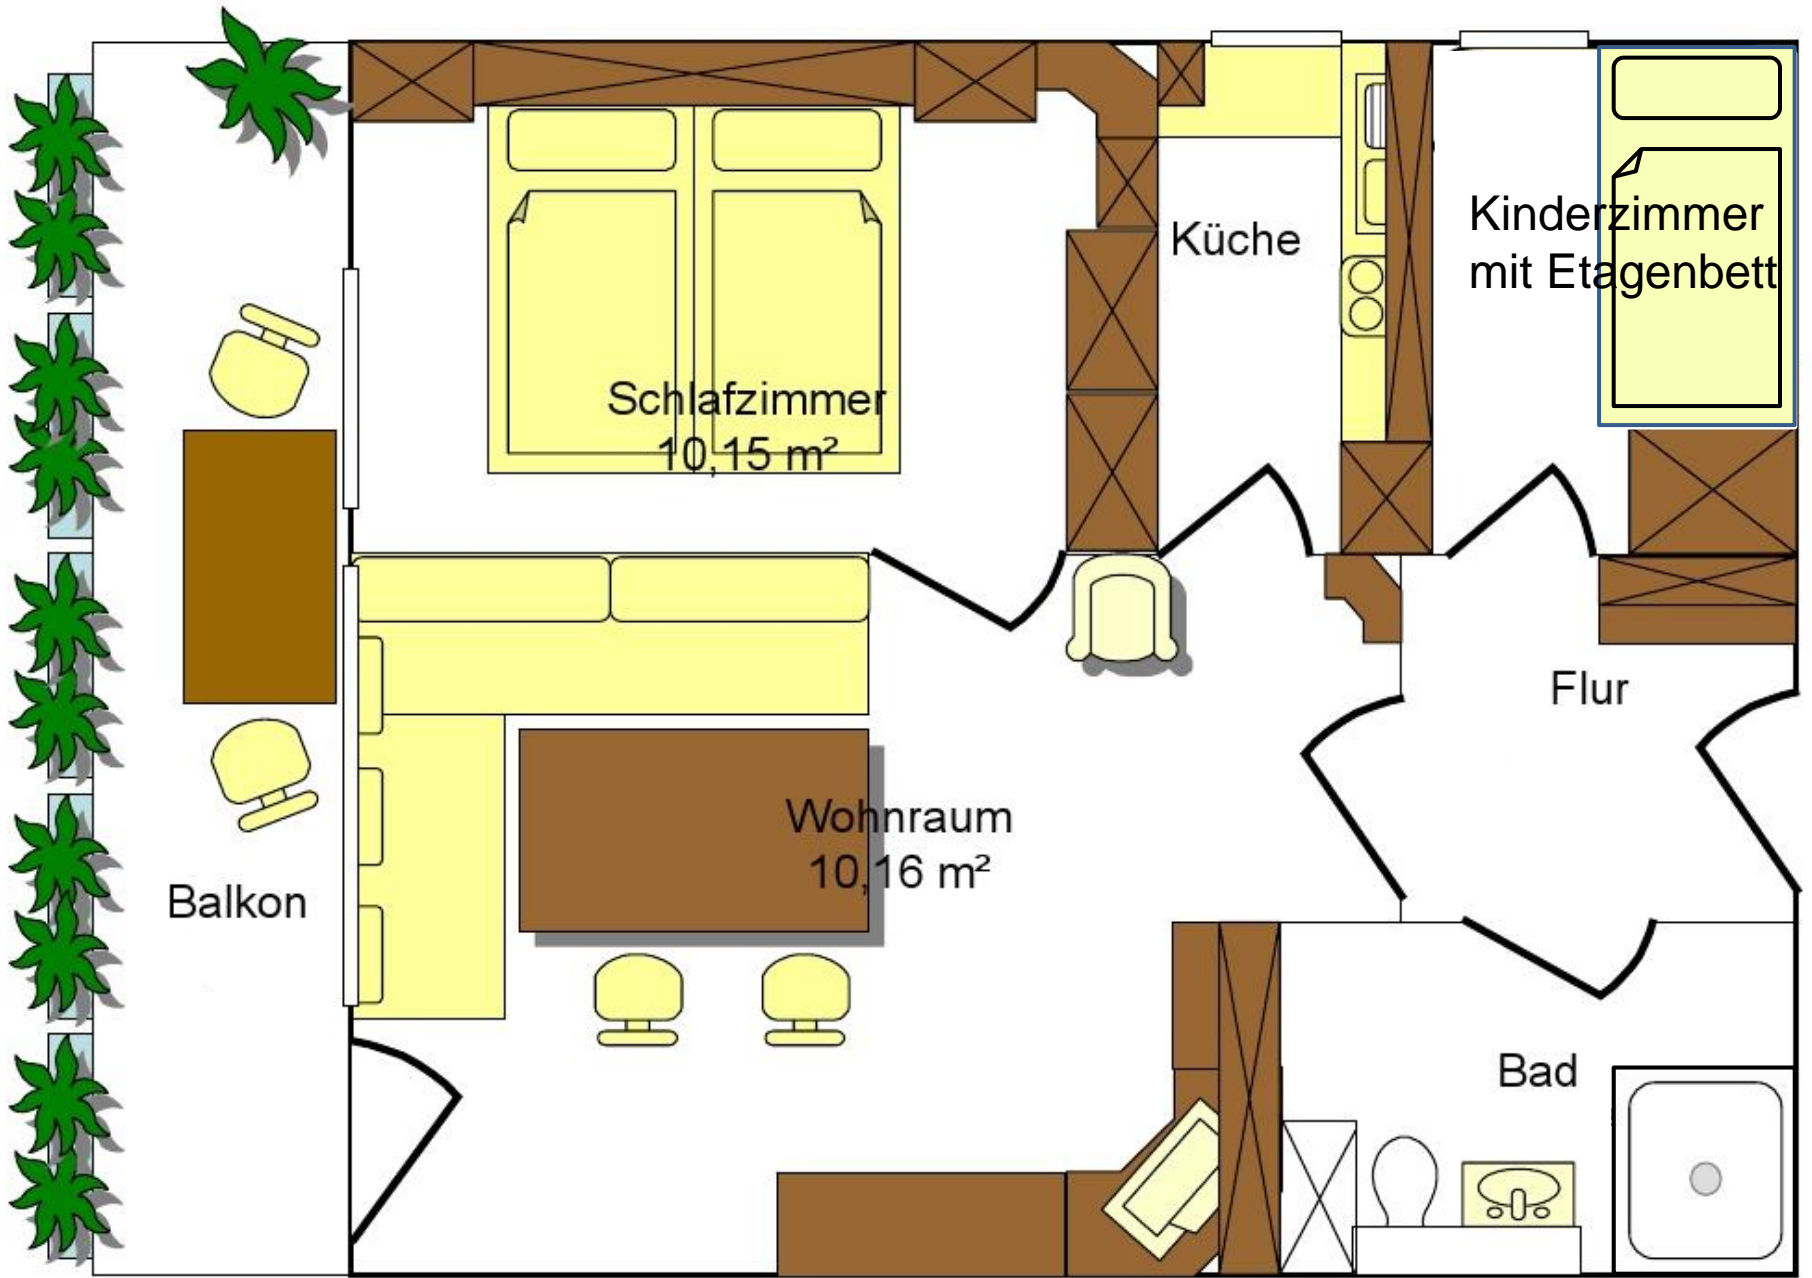 Küche
Kinderzimmer
mit Etagenbett
Schlafzimmer
10,15 m²
Flur
Wohnraum
10,16 m²
Balkon
Bad